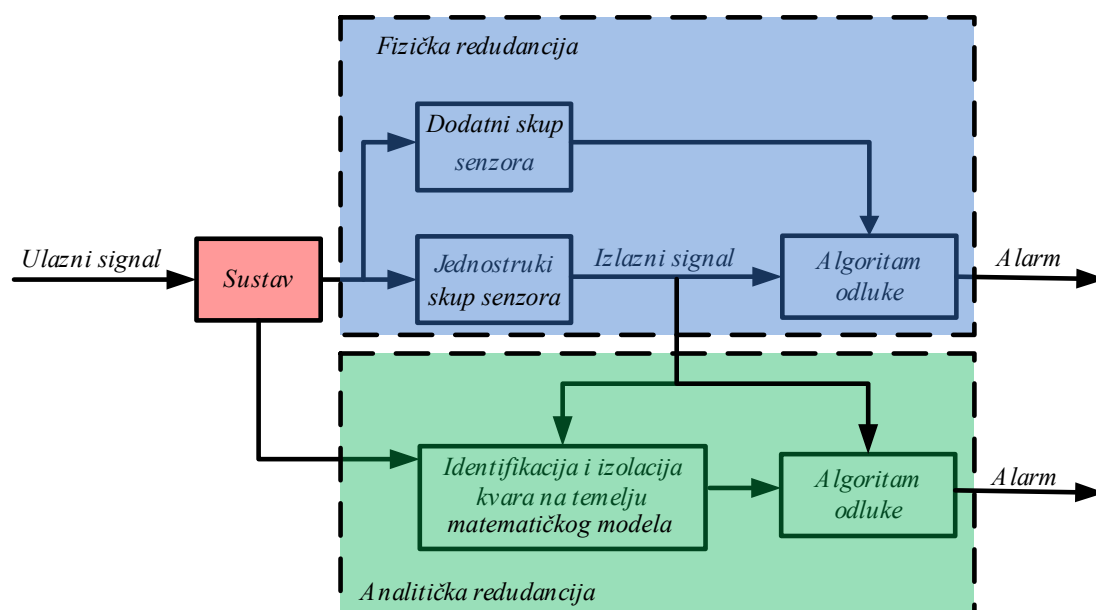 Fizička redudancija
Dodatni skup
senzora
Ulazni signal
Sustav
Jednostruki
skup senzora
Izlazni signal
Algoritam
odluke
Alarm
Identifikacija i izolacija
kvara na temelju
matematičkog modela
Algoritam
odluke
Alarm
Analitička redudancija